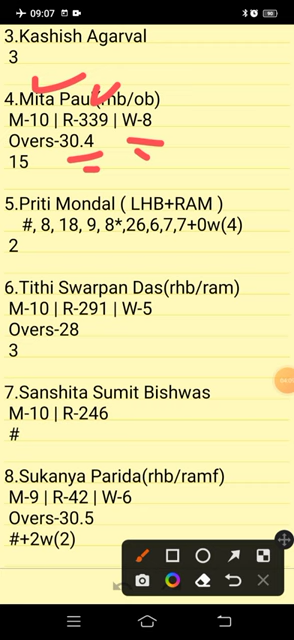 09:07
90
3.Kashish Agarval
3
4.Mita Paul(rhb/ob)
M-10 | R-339 | W-8
Overs-30.4
15
5.Priti Mondal ( LHB+RAM )
#, 8, 18, 9, 8*,26,6,7,7+0w(4)
2
6.Tithi Swarpan Das(rhb/ram)
M-10 | R-291 | W-5
Overs-28
3
7.Sanshita Sumit Bishwas
M-10 | R-246
#
8.Sukanya Parida(rhb/ramf)
M-9 | R-42 | W-6
Overs-30.5
#+2w(2)